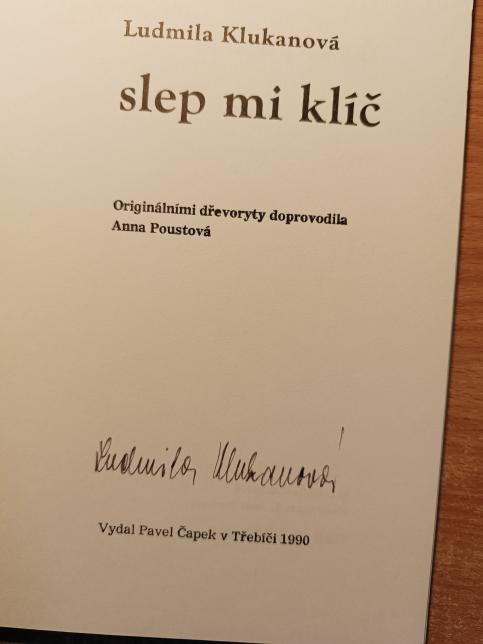 Ludmila Klukanová
slep mi klíč
Originálními dřevoryty doprovodila
Anna Poustová
Ludmila Klukanová
Vydal Pavel Čapek v Třebíči 1990